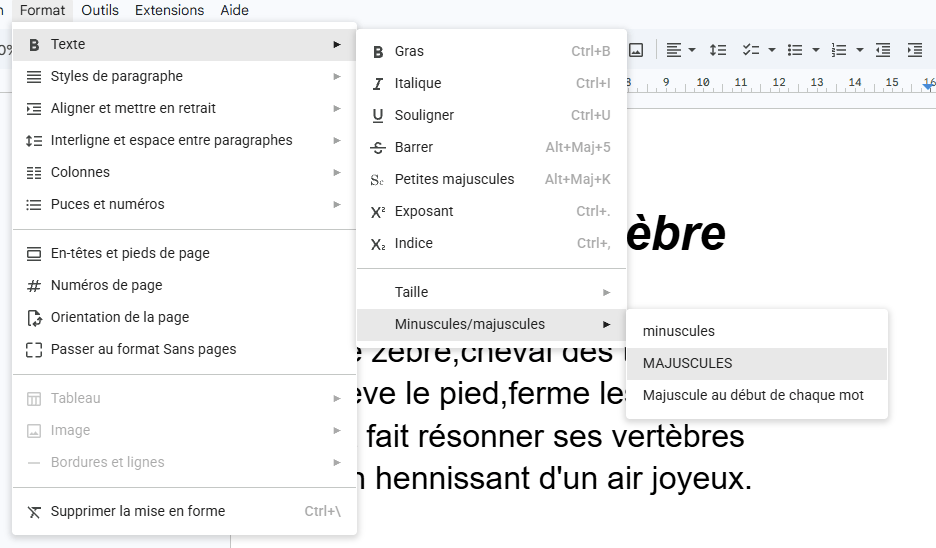 Format Outils Extensions Aide
Texte
Styles de paragraphe
Aligner et mettre en retrait
Interligne et espace entre paragraphes
Colonnes
Puces et numéros
En-têtes et pieds de page
Numéros de page
Orientation de la page
Passer au format Sans pages
Tableau
Image
Bordures et lignes
Supprimer la mise en forme Ctrl+\
Gras Ctrl+B
Italique Ctrl+I
Souligner Ctrl+U
Barrer Alt+Maj+5
Petites majuscules Alt+Maj+K
Exposant Ctrl+.
Indice Ctrl+,
Taille
Minuscules/majuscules
minuscules
MAJUSCULES
Majuscule au début de chaque mot
9 10 11 12 13 14 15 16
èbre
zèbre,cheval des
ève le pied,ferme les
fait résonner ses vertèbres
hennissant d'un air joyeux.